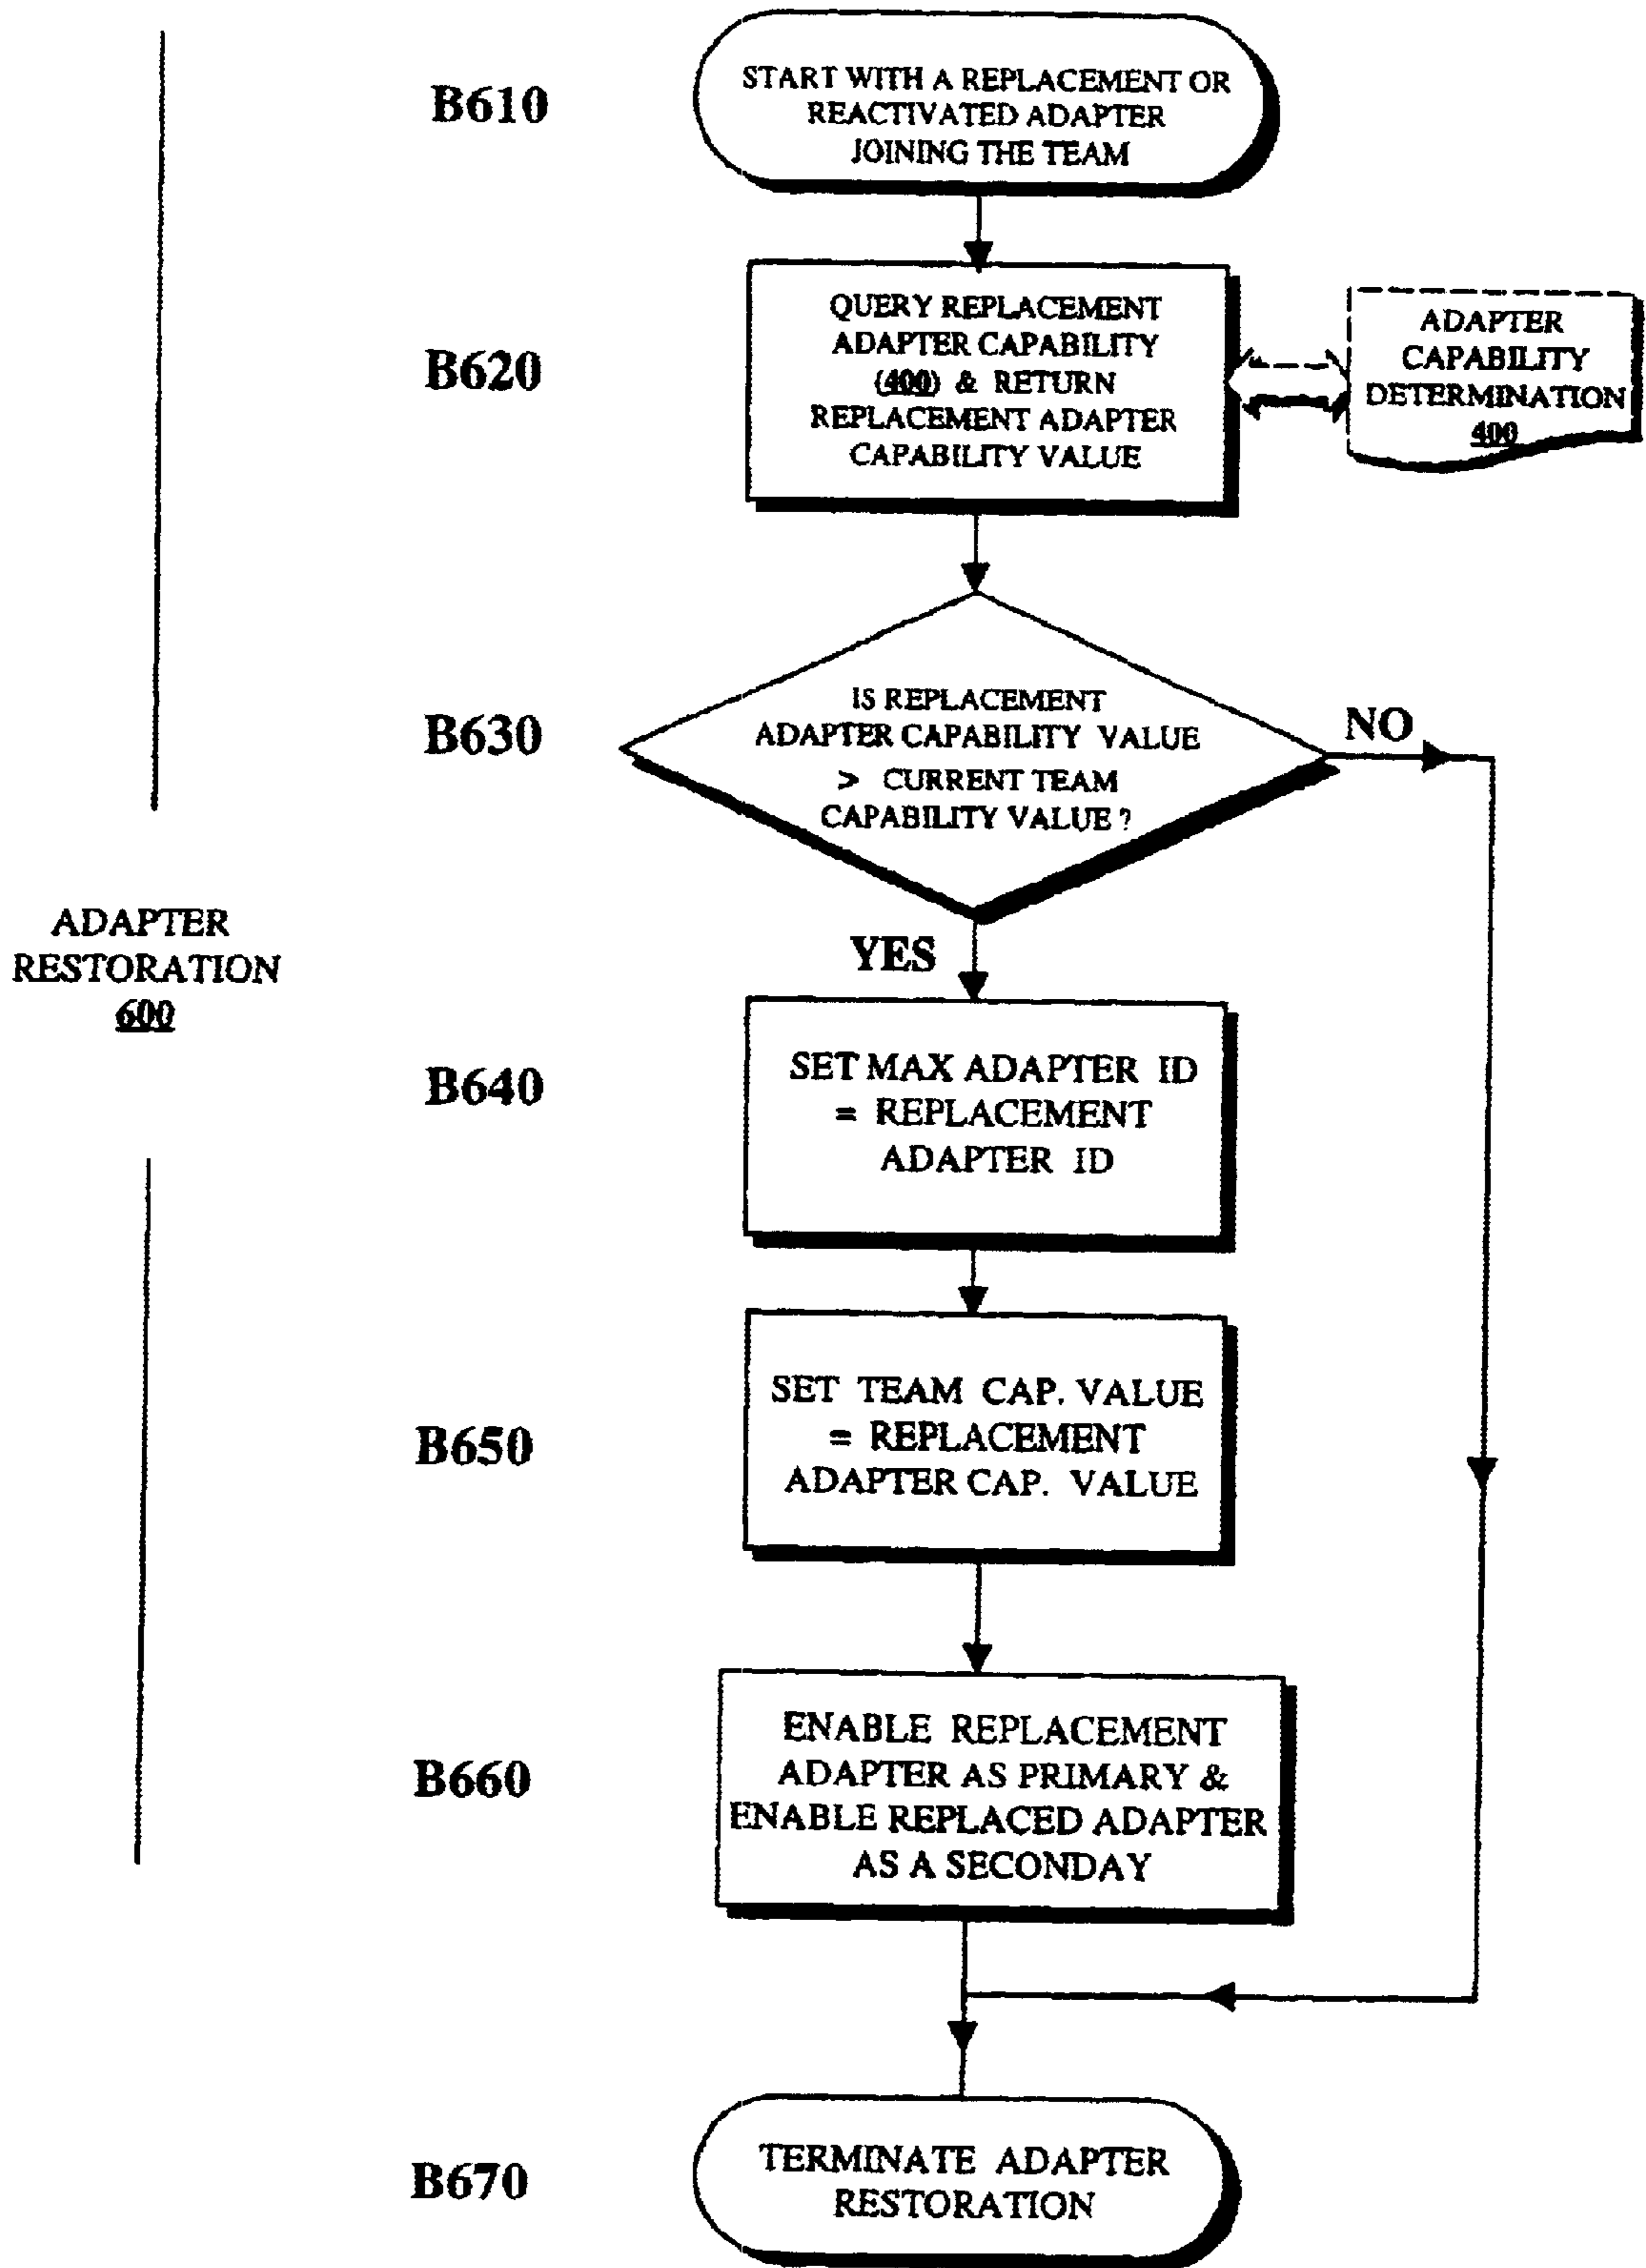 B610
START WITH A REPLACEMENT OR
REACTIVATED ADAPTER
JOINING THE TEAM
B620
QUERY REPLACEMENT
ADAPTER CAPABILITY
(400) & RETURN
REPLACEMENT ADAPTER
CAPABILITY VALUE
ADAPTER
CAPABILITY
DETERMINATION
400
B630
IS REPLACEMENT
ADAPTER CAPABILITY VALUE
> CURRENT TEAM
CAPABILITY VALUE ?
NO
YES
ADAPTER
RESTORATION
600
B640
SET MAX ADAPTER ID
= REPLACEMENT
ADAPTER ID
B650
SET TEAM CAP. VALUE
= REPLACEMENT
ADAPTER CAP. VALUE
B660
ENABLE REPLACEMENT
ADAPTER AS PRIMARY &
ENABLE REPLACED ADAPTER
AS A SECONDAY
B670
TERMINATE ADAPTER
RESTORATION